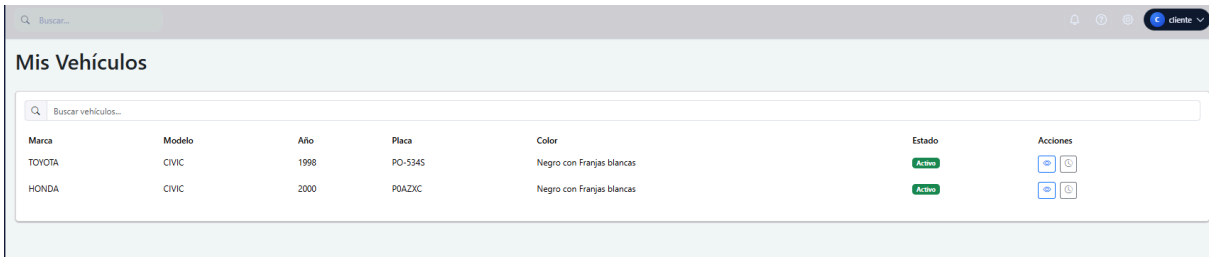 Buscar...
C cliente
Mis Vehículos
Buscar vehículos...
Marca Modelo Año Placa Color Estado Acciones
TOYOTA CIVIC 1998 PO-534S Negro con Franjas blancas Activo
HONDA CIVIC 2000 P0AZXC Negro con Franjas blancas Activo